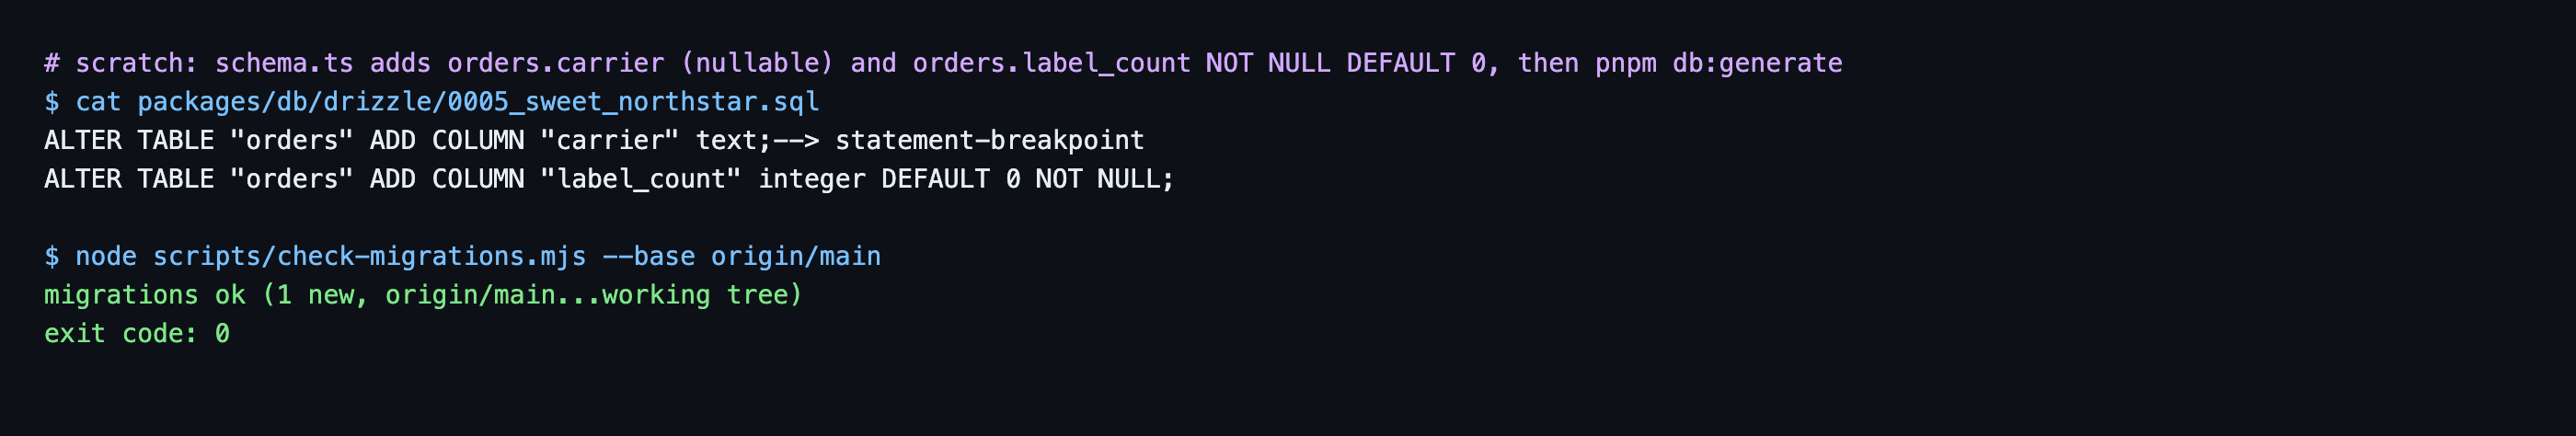 # scratch: schema.ts adds orders.carrier (nullable) and orders.label_count NOT NULL DEFAULT 0, then pnpm db:generate
$ cat packages/db/drizzle/0005_sweet_northstar.sql
ALTER TABLE "orders" ADD COLUMN "carrier" text;--> statement-breakpoint
ALTER TABLE "orders" ADD COLUMN "label_count" integer DEFAULT 0 NOT NULL;
$ node scripts/check-migrations.mjs --base origin/main
migrations ok (1 new, origin/main...working tree)
exit code: 0